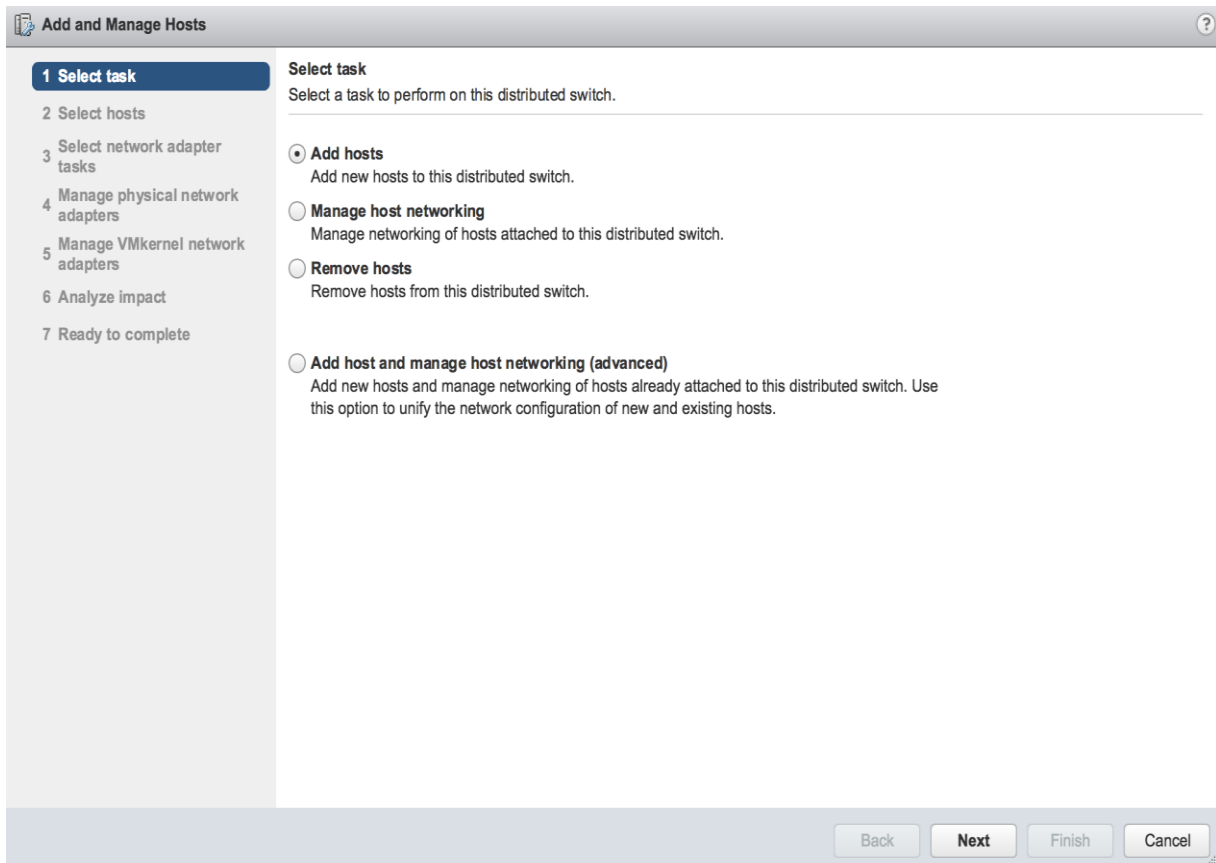 Add and Manage Hosts
?
1 Select task
2 Select hosts
3 Select network adapter
tasks
4 Manage physical network
adapters
5 Manage VMkernel network
adapters
6 Analyze impact
7 Ready to complete
Select task
Select a task to perform on this distributed switch.
Add hosts
Add new hosts to this distributed switch.
Manage host networking
Manage networking of hosts attached to this distributed switch.
Remove hosts
Remove hosts from this distributed switch.
Add host and manage host networking (advanced)
Add new hosts and manage networking of hosts already attached to this distributed switch. Use
this option to unify the network configuration of new and existing hosts.
Back
Next
Finish
Cancel